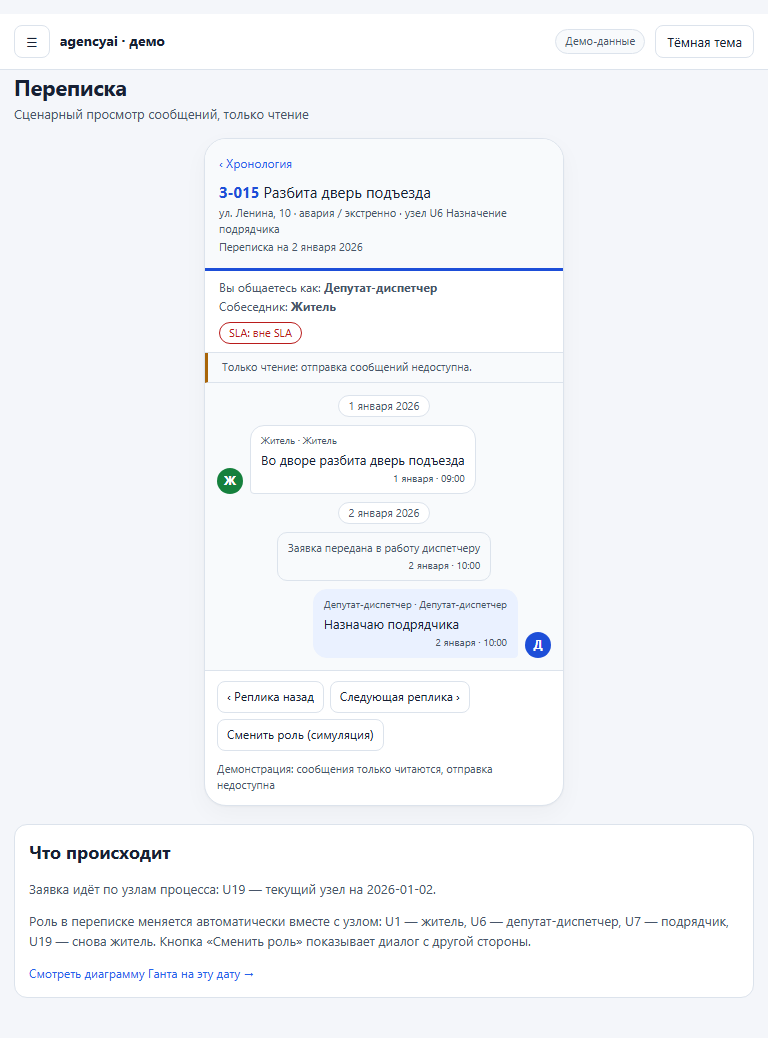 ☰ agencyai · демо
Демо-данные
Тёмная тема
Переписка
Сценарный просмотр сообщений, только чтение
‹ Хронология
З-015 Разбита дверь подъезда
ул. Ленина, 10 · авария / экстренно · узел U6 Назначение
подрядчика
Переписка на 2 января 2026
Вы общаетесь как: Депутат-диспетчер
Собеседник: Житель
SLA: вне SLA
Только чтение: отправка сообщений недоступна.
1 января 2026
Житель · Житель
Во дворе разбита дверь подъезда
1 января · 09:00
Ж
2 января 2026
Заявка передана в работу диспетчеру
2 января · 10:00
Депутат-диспетчер · Депутат-диспетчер
Назначаю подрядчика
2 января · 10:00
Д
‹ Реплика назад
Следующая реплика ›
Сменить роль (симуляция)
Демонстрация: сообщения только читаются, отправка
недоступна
Что происходит
Заявка идёт по узлам процесса: U19 — текущий узел на 2026-01-02.
Роль в переписке меняется автоматически вместе с узлом: U1 — житель, U6 — депутат-диспетчер, U7 — подрядчик,
U19 — снова житель. Кнопка «Сменить роль» показывает диалог с другой стороны.
Смотреть диаграмму Ганта на эту дату →